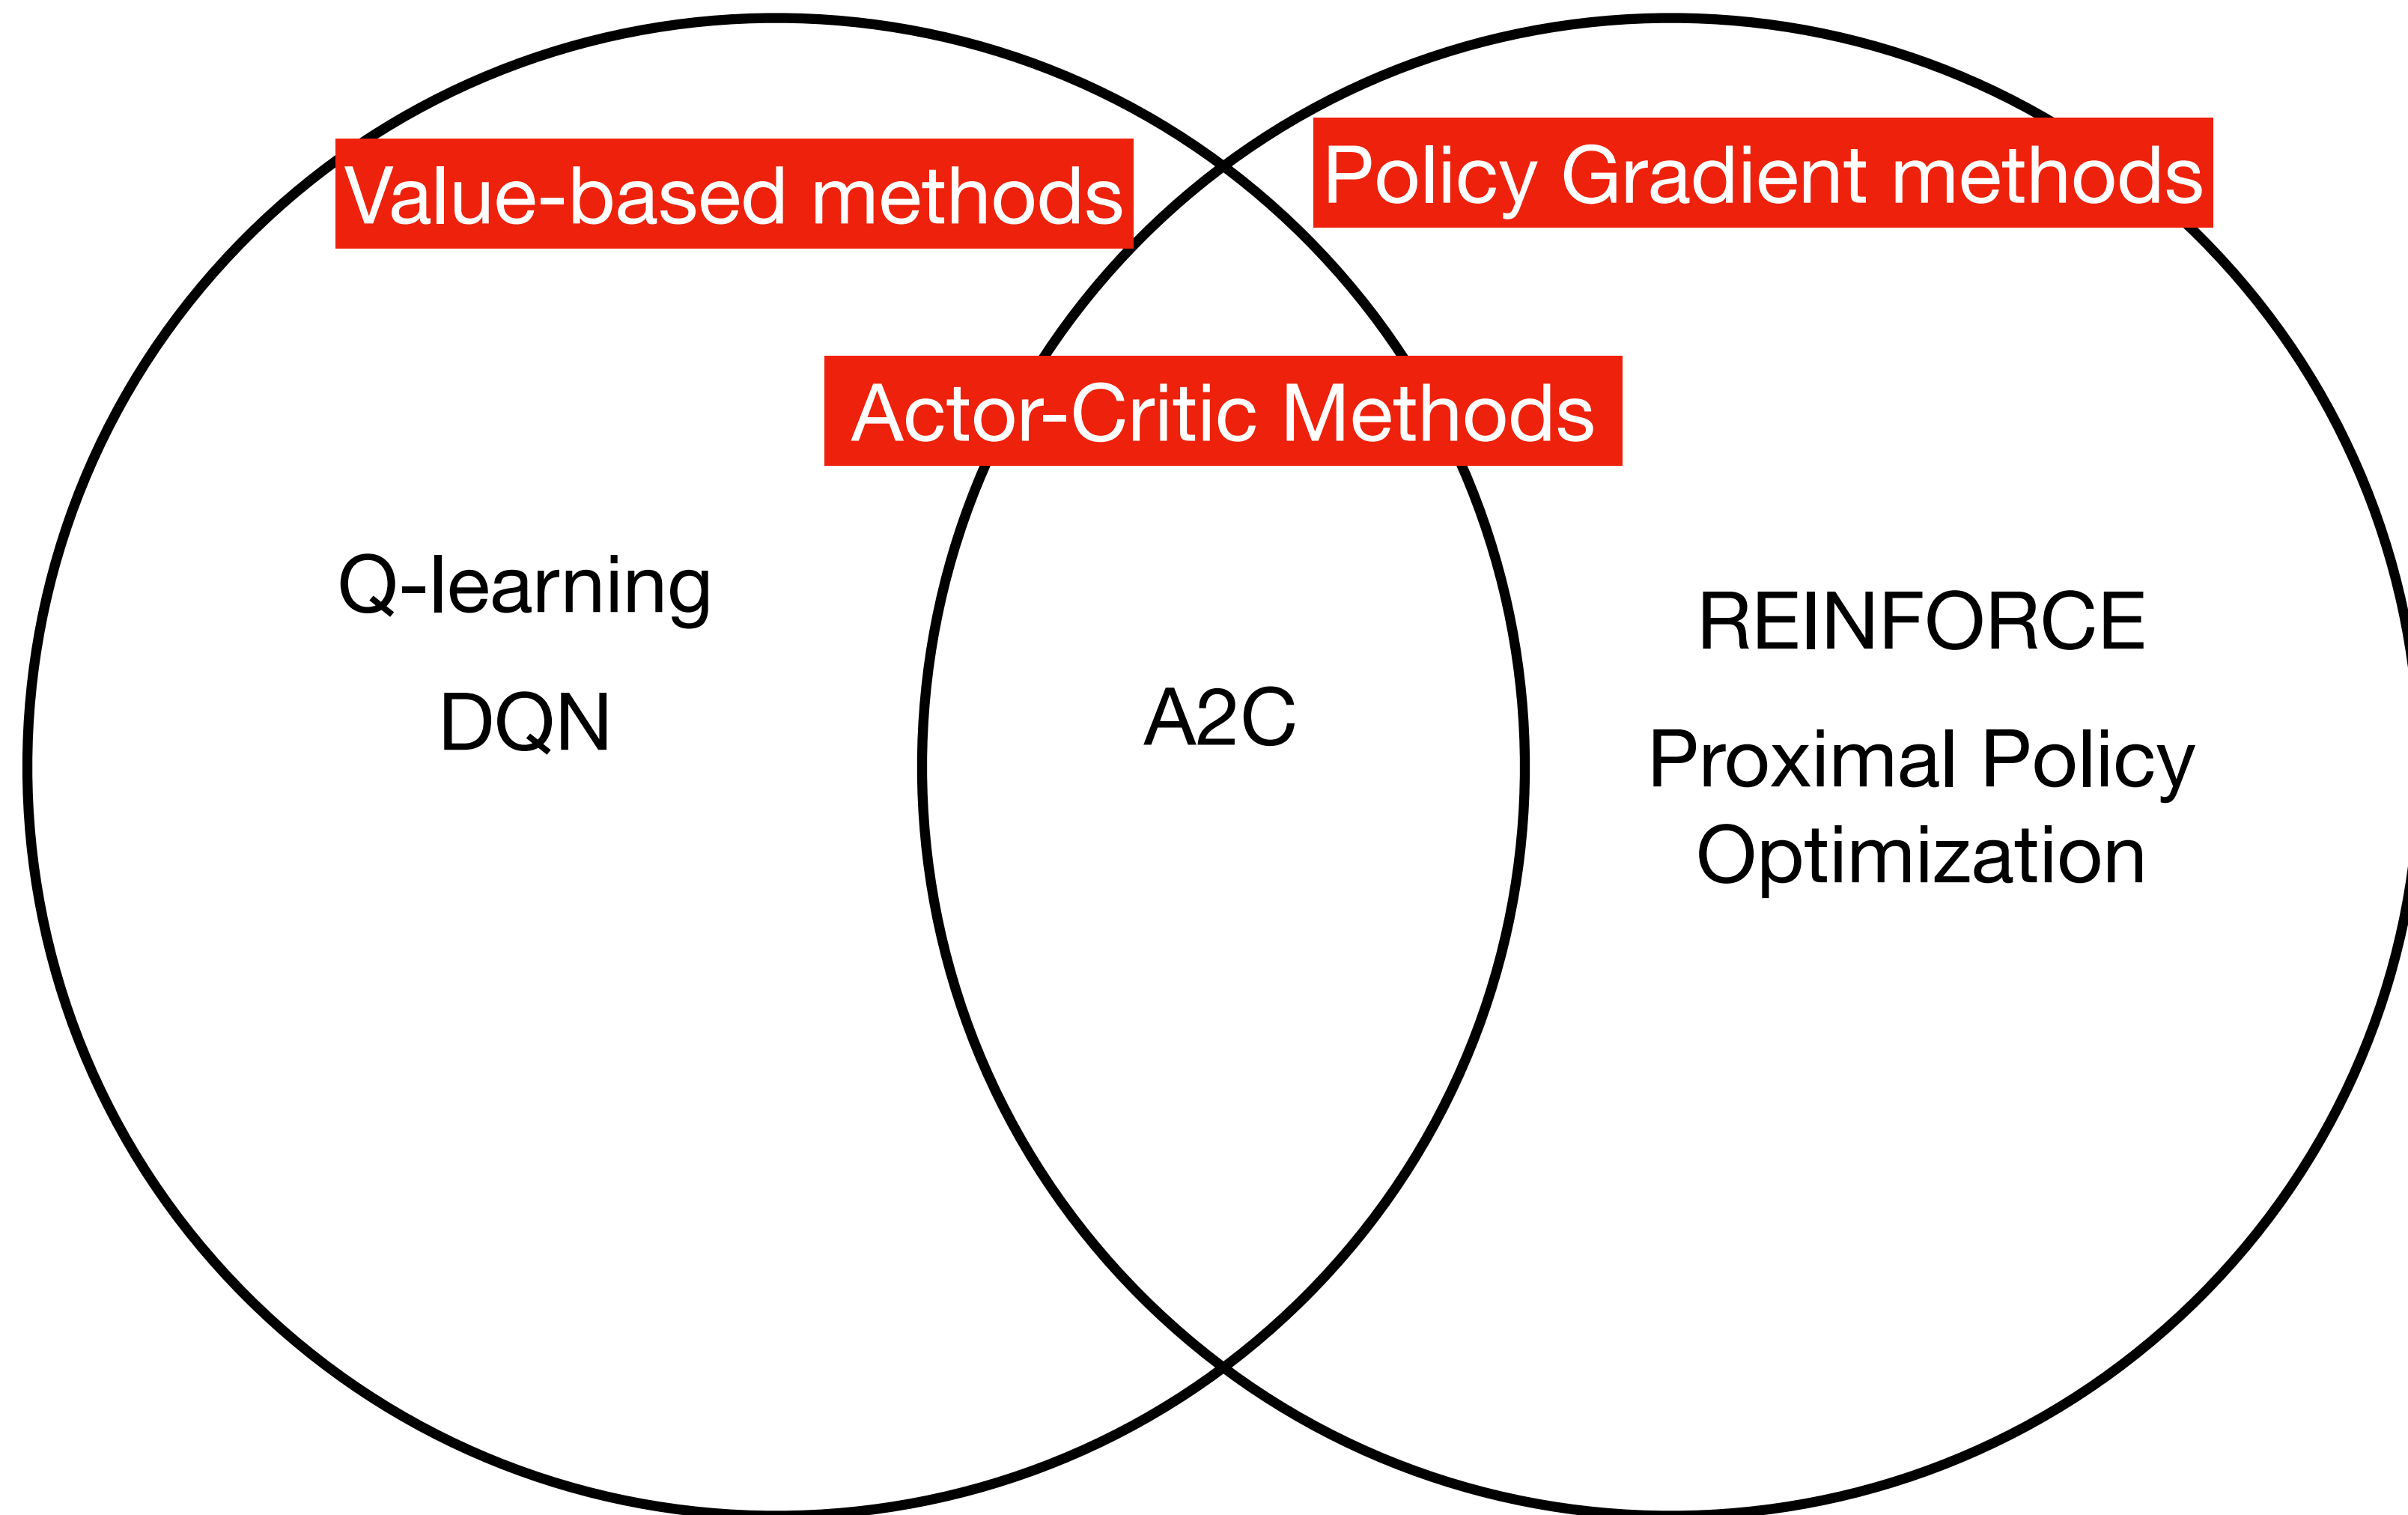 Value-based methods
Policy Gradient methods
Actor-Critic Methods
Q-learning
DQN
A2C
REINFORCE
Proximal Policy
Optimization